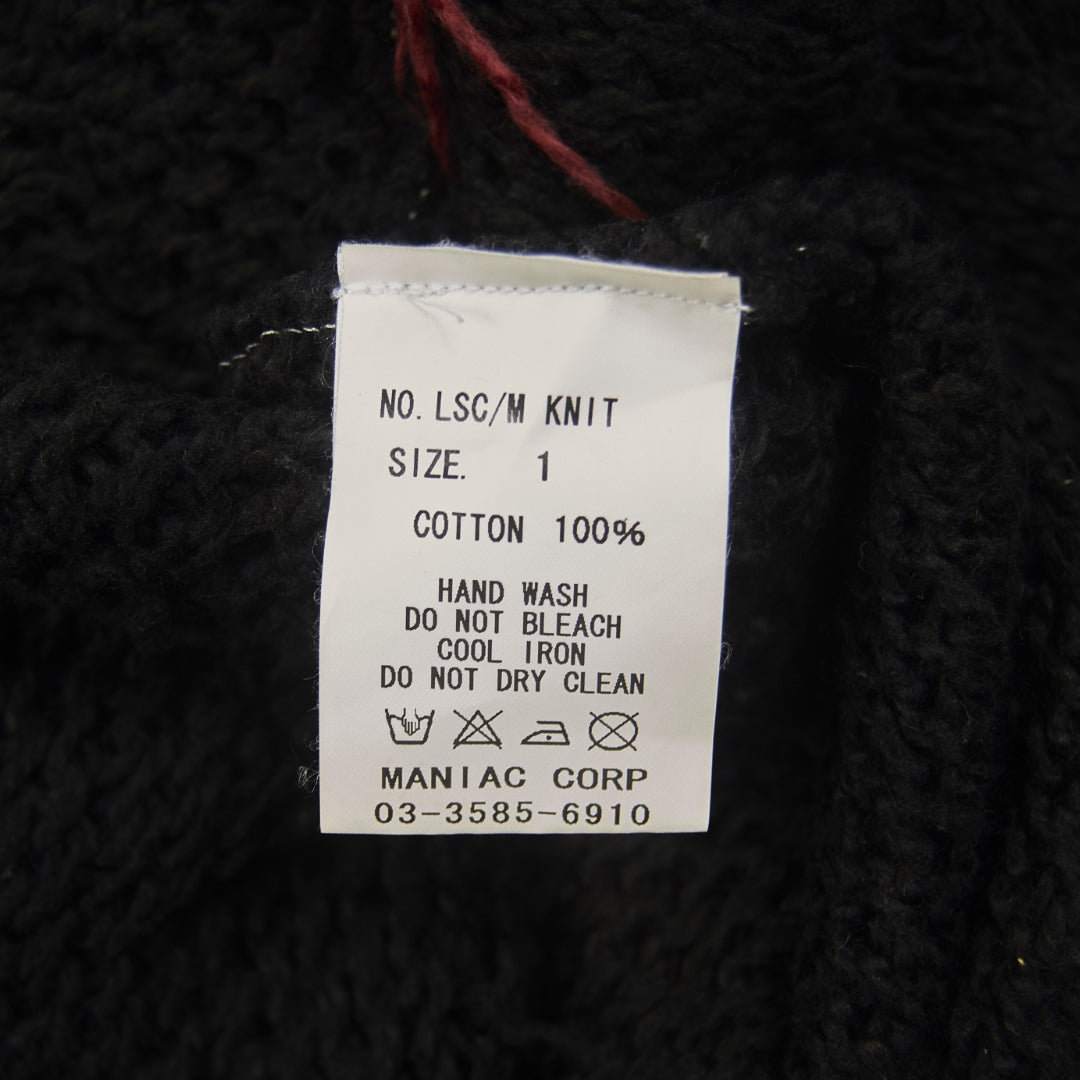 NO. LSC/M KNIT
SIZE. 1
COTTON 100%
HAND WASH
DO NOT BLEACH
COOL IRON
DO NOT DRY CLEAN
MANIAC CORP
03-3585-6910